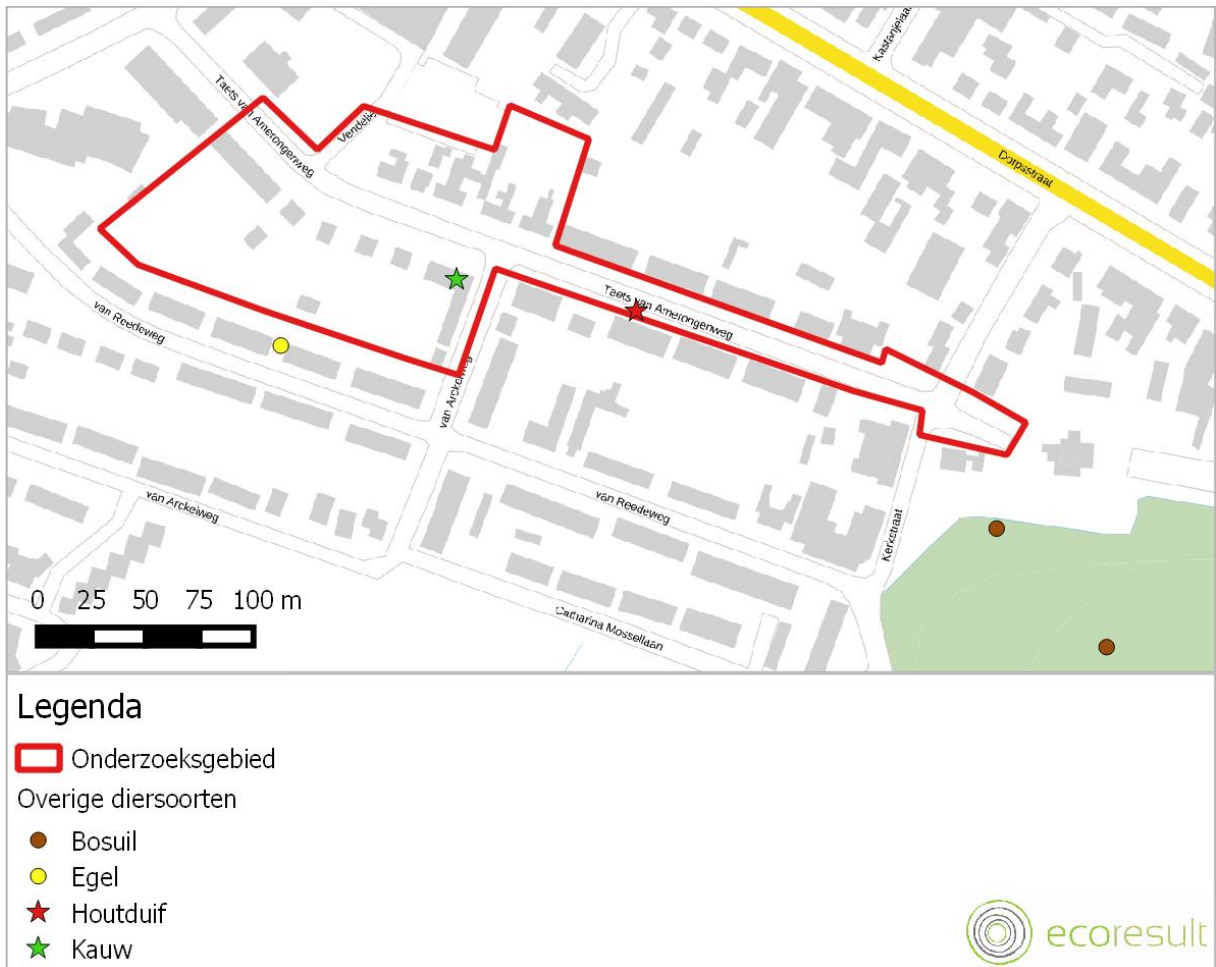 Kastanjelaan
Taets van Amerongenweg
Dorpsstraat
Taets van Amerongenweg
van Reedeweg
van Arckelweg
van Arckelweg
van Reedeweg
Kerkstraat
Catharina Mossellaan
0 25 50 75 100 m
Legenda
Onderzoeksgebied
Overige diersoorten
Bosuil
Egel
Houtduif
Kauw
ecoresult